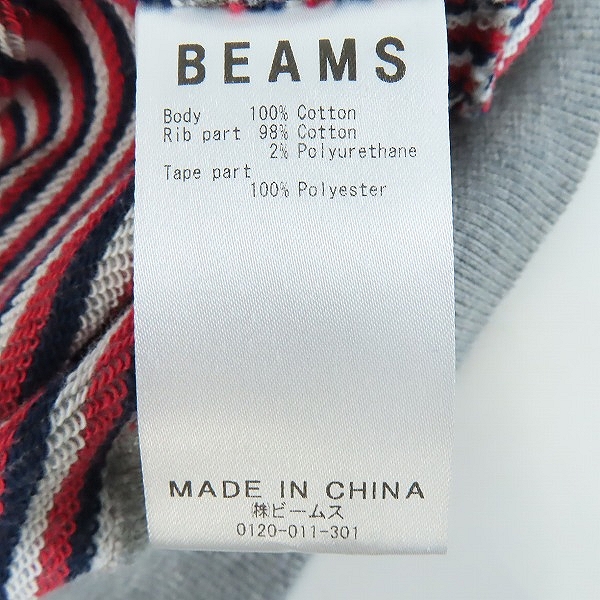 BEAMS
Body 100% Cotton
Rib part 98% Cotton
2% Polyurethane
Tape part
100% Polyester
MADE IN CHINA
㈱ビームス
0120-011-301